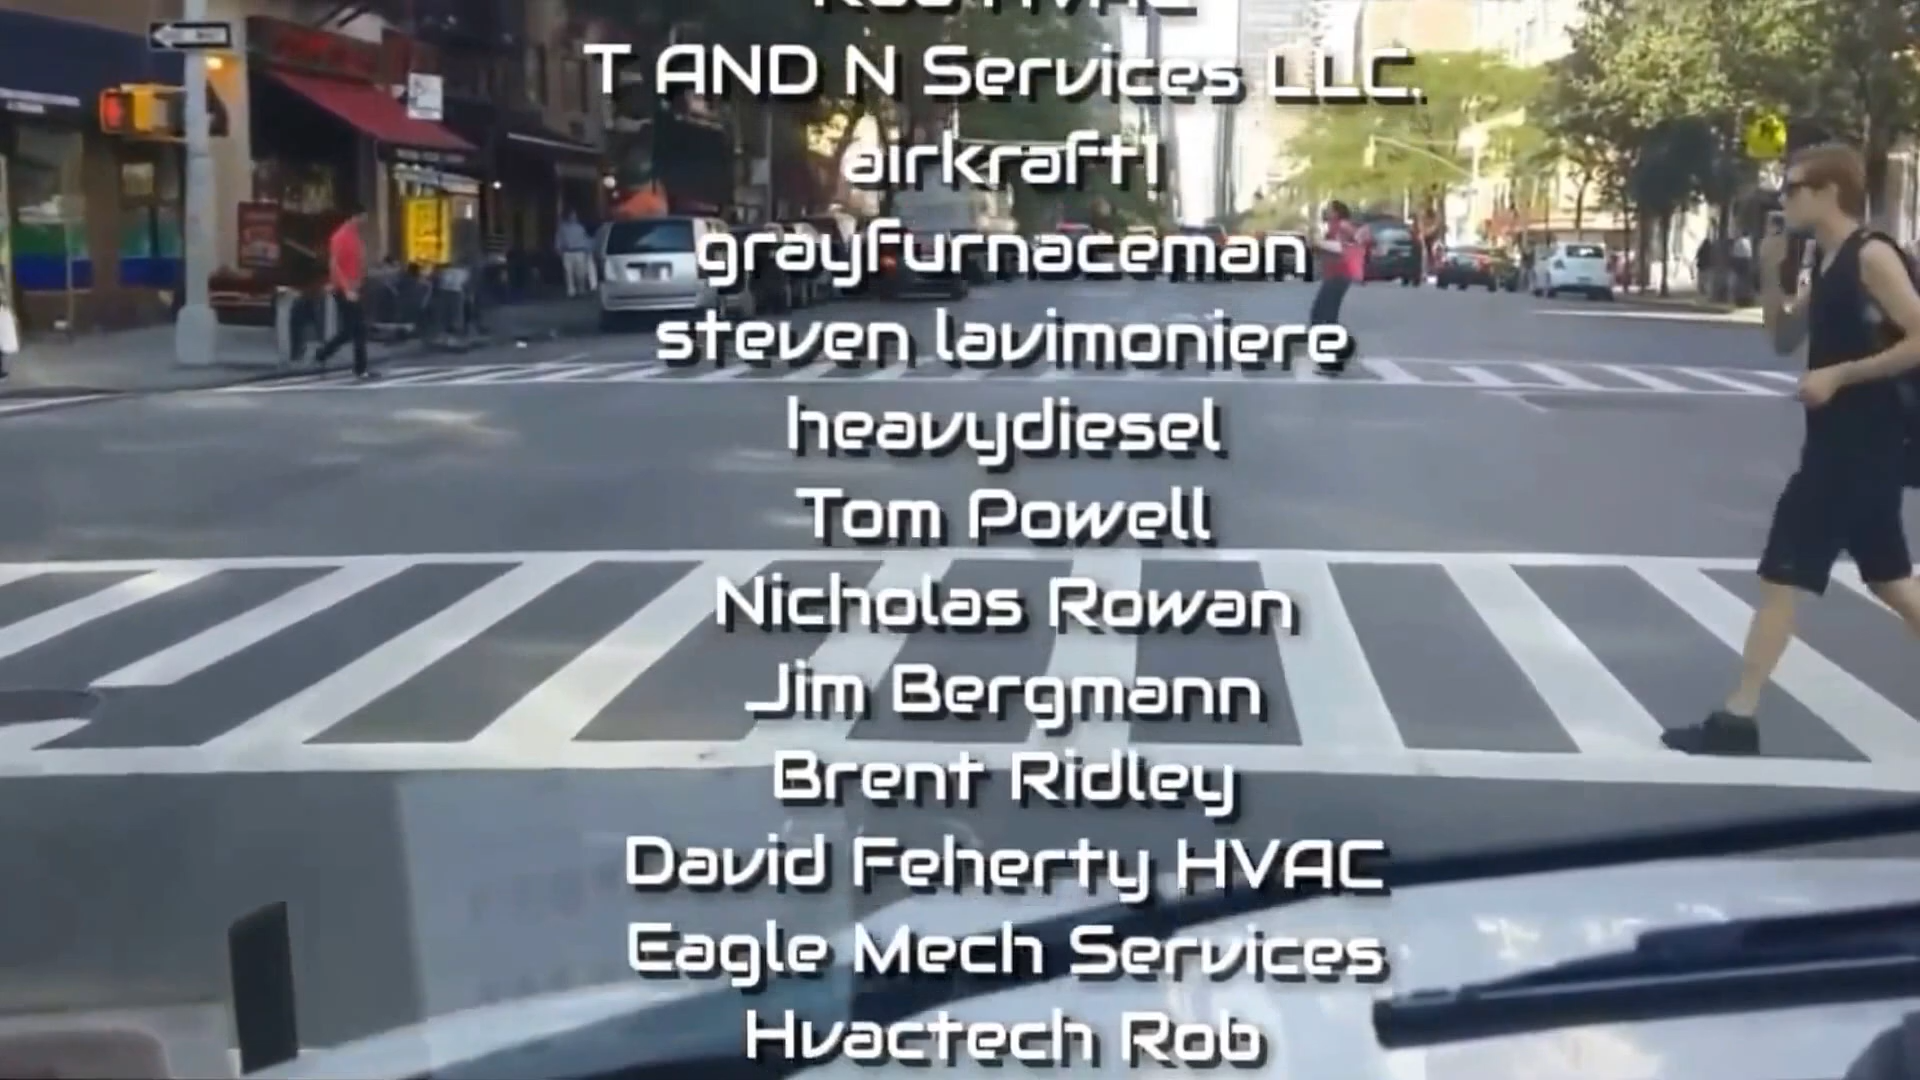 T AND N Services LLC.
airkraft1
grayfurnaceman
steven lavimoniere
heavydiesel
Tom Powell
Nicholas Rowan
Jim Bergmann
Brent Ridley
David Feherty HVAC
Eagle Mech Services
Hvactech Rob